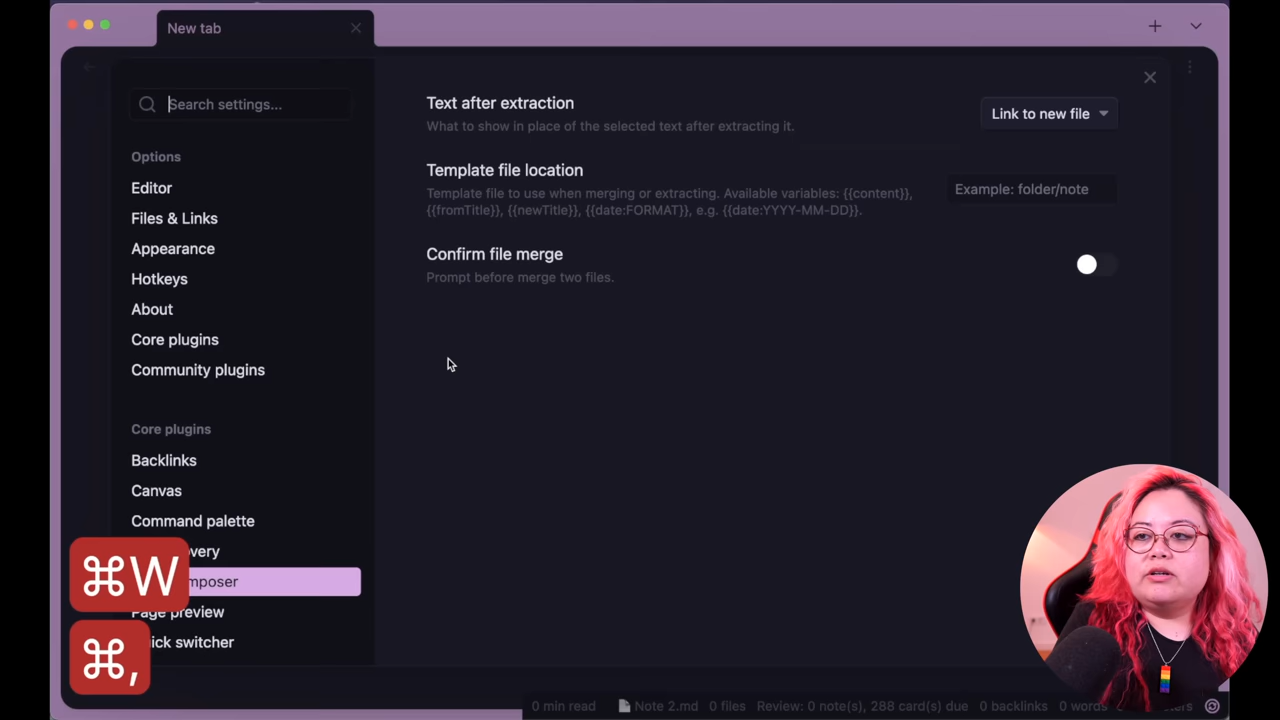 New tab
Search settings...
Options
Editor
Files & Links
Appearance
Hotkeys
About
Core plugins
Community plugins
Core plugins
Backlinks
Canvas
Command palette
overy
mposer
Page preview
ick switcher
⌘W
⌘,
Text after extraction
What to show in place of the selected text after extracting it.
Link to new file
Template file location
Template file to use when merging or extracting. Available variables: {{content}},
{{fromTitle}}, {{newTitle}}, {{date:FORMAT}}, e.g. {{date:YYYY-MM-DD}}.
Example: folder/note
Confirm file merge
Prompt before merge two files.
0 min read Note 2.md 0 files Review: 0 note(s), 288 card(s) due 0 backlinks 0 words